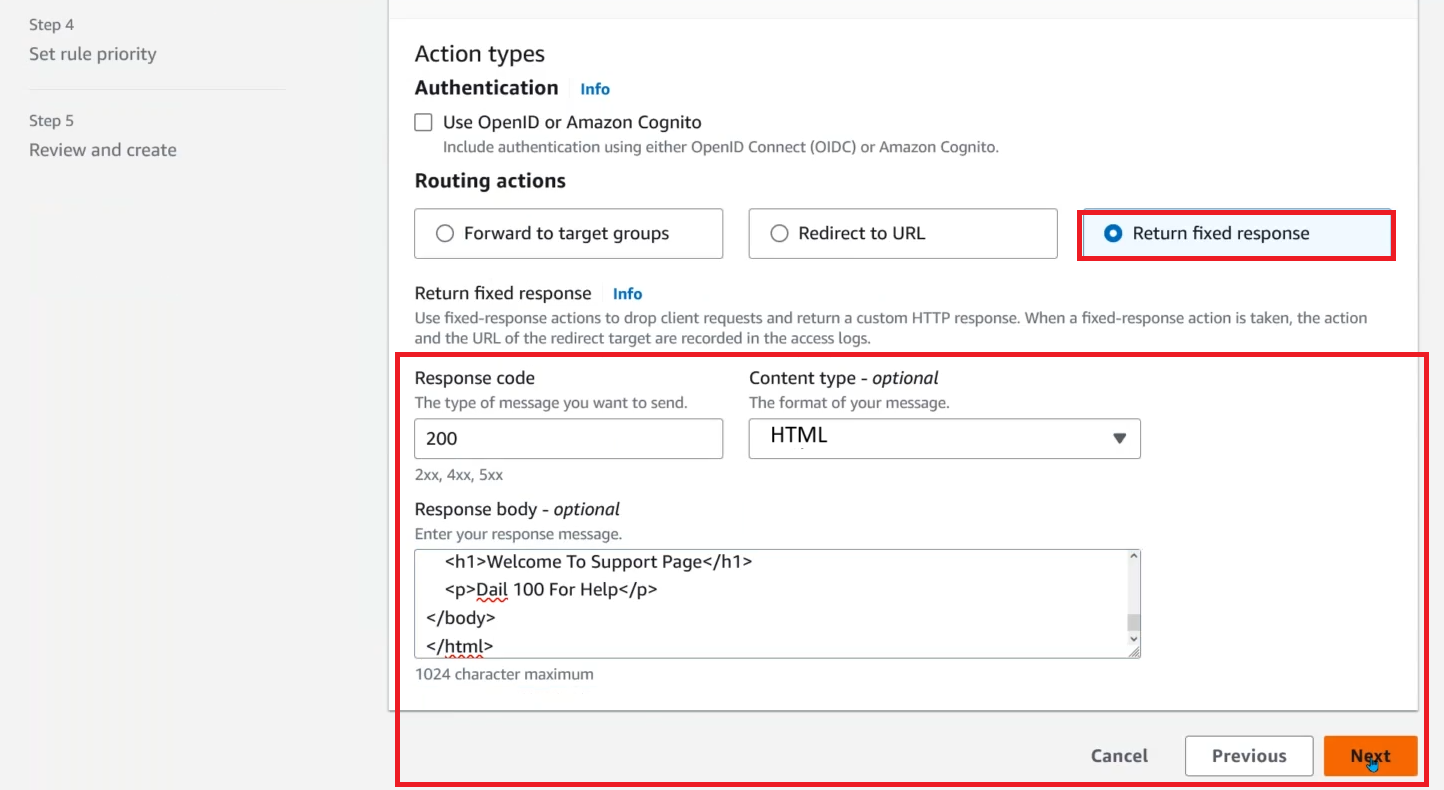 Step 4
Set rule priority
Step 5
Review and create
Action types
Authentication Info
Use OpenID or Amazon Cognito
Include authentication using either OpenID Connect (OIDC) or Amazon Cognito.
Routing actions
Forward to target groups
Redirect to URL
Return fixed response
Return fixed response Info
Use fixed-response actions to drop client requests and return a custom HTTP response. When a fixed-response action is taken, the action
and the URL of the redirect target are recorded in the access logs.
Response code
The type of message you want to send.
200
2xx, 4xx, 5xx
Content type - optional
The format of your message.
HTML
Response body - optional
Enter your response message.
<h1>Welcome To Support Page</h1>
<p>Dail 100 For Help</p>
</body>
</html>
1024 character maximum
Cancel
Previous
Next